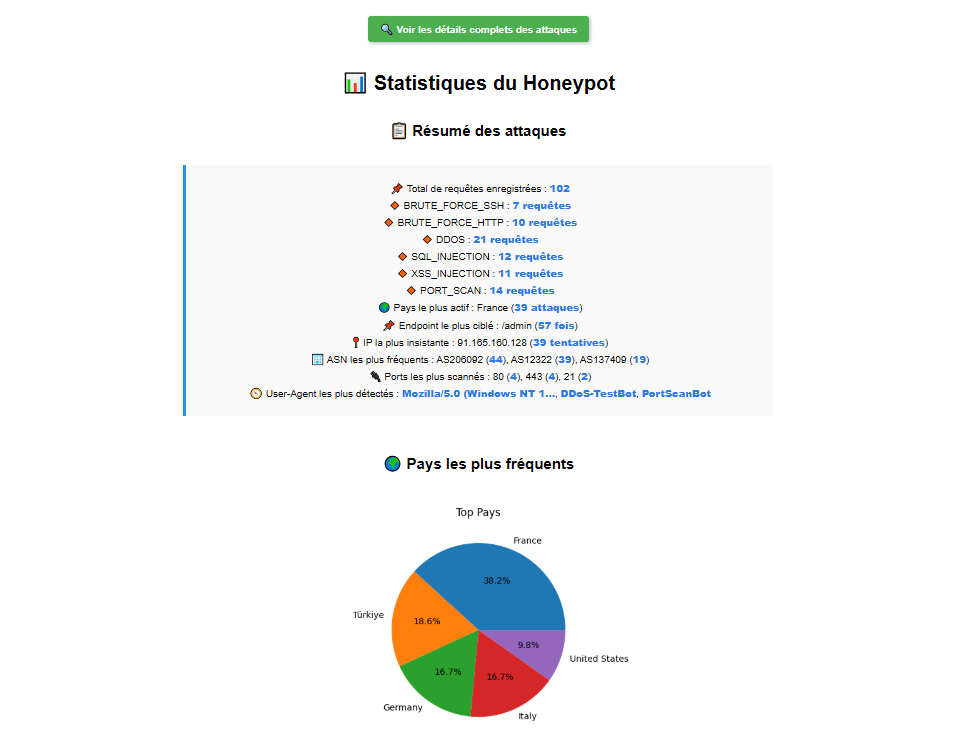 🔍 Voir les détails complets des attaques
📊 Statistiques du Honeypot
📋 Résumé des attaques
📌 Total de requêtes enregistrées : 102
🔸 BRUTE_FORCE_SSH : 7 requêtes
🔸 BRUTE_FORCE_HTTP : 10 requêtes
🔸 DDOS : 21 requêtes
🔸 SQL_INJECTION : 12 requêtes
🔸 XSS_INJECTION : 11 requêtes
🔸 PORT_SCAN : 14 requêtes
🌍 Pays le plus actif : France (39 attaques)
📌 Endpoint le plus ciblé : /admin (57 fois)
📍 IP la plus insistante : 91.165.160.128 (39 tentatives)
🏢 ASN les plus fréquents : AS206092 (44), AS12322 (39), AS137409 (19)
🔌 Ports les plus scannés : 80 (4), 443 (4), 21 (2)
🧭 User-Agent les plus détectés : Mozilla/5.0 (Windows NT 1..., DDoS-TestBot, PortScanBot
🌍 Pays les plus fréquents
Top Pays
France
38.2%
Türkiye
18.6%
9.8%
United States
16.7%
16.7%
Germany
Italy